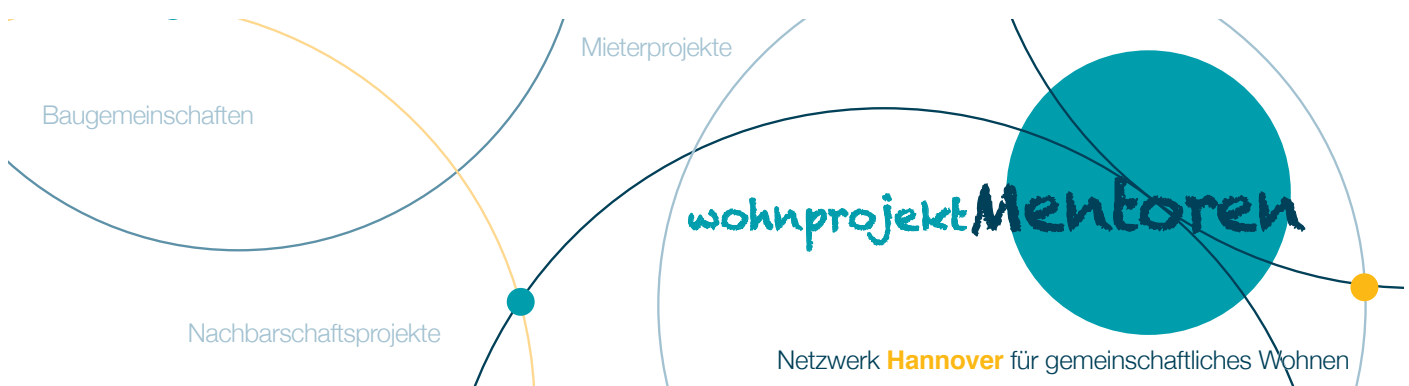 Mieterprojekte
Baugemeinschaften
wohnprojektMentoren
Nachbarschaftsprojekte
Netzwerk Hannover für gemeinschaftliches Wohnen